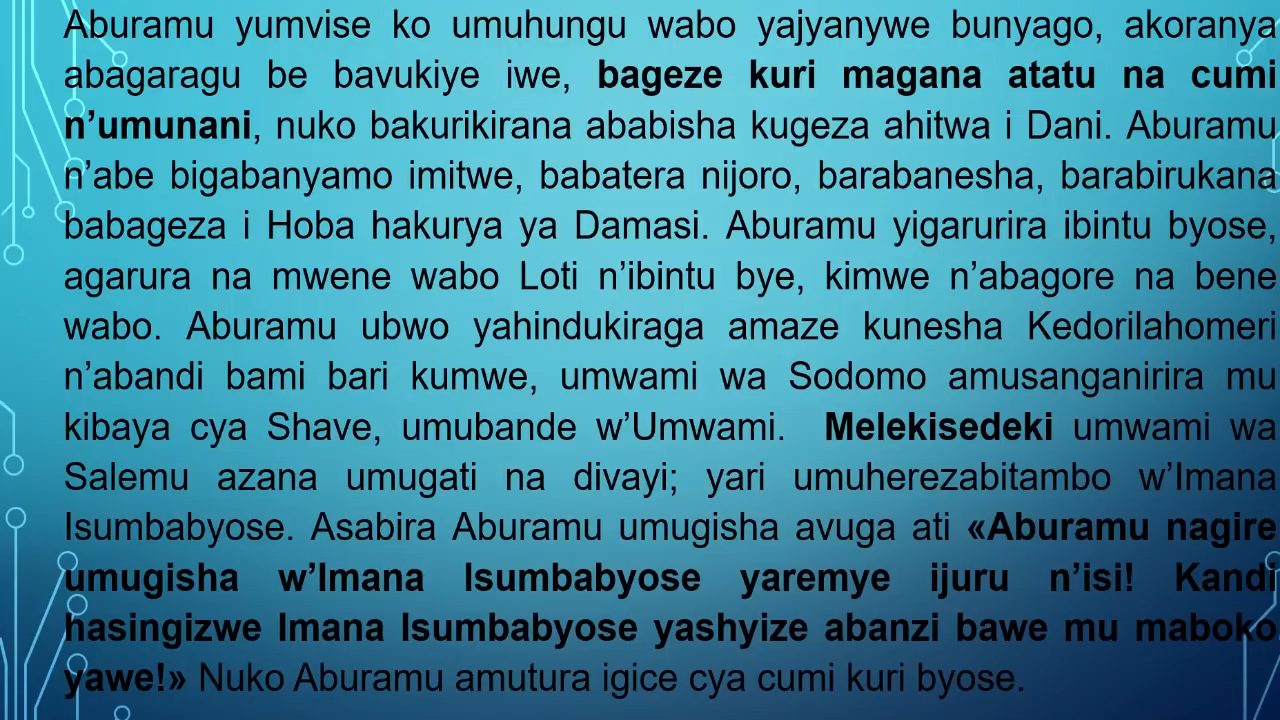 Aburamu yumvise ko umuhungu wabo yajyanywe bunyago, akoranya
abagaragu be bavukiye iwe, bageze kuri magana atatu na cumi
n’umunani, nuko bakurikirana ababisha kugeza ahitwa i Dani. Aburamu
n’abe bigabanyamo imitwe, babatera nijoro, barabanesha, barabirukana
babageza i Hoba hakurya ya Damasi. Aburamu yigarurira ibintu byose,
agarura na mwene wabo Loti n’ibintu bye, kimwe n’abagore na bene
wabo. Aburamu ubwo yahindukiraga amaze kunesha Kedorilahomeri
n’abandi bami bari kumwe, umwami wa Sodomo amusanganirira mu
kibaya cya Shave, umubande w’Umwami. Melekisedeki umwami wa
Salemu azana umugati na divayi; yari umuherezabitambo w’Imana
Isumbabyose. Asabira Aburamu umugisha avuga ati «Aburamu nagire
umugisha w’Imana Isumbabyose yaremye ijuru n’isi! Kandi
hasingizwe Imana Isumbabyose yashyize abanzi bawe mu maboko
yawe!» Nuko Aburamu amutura igice cya cumi kuri byose.